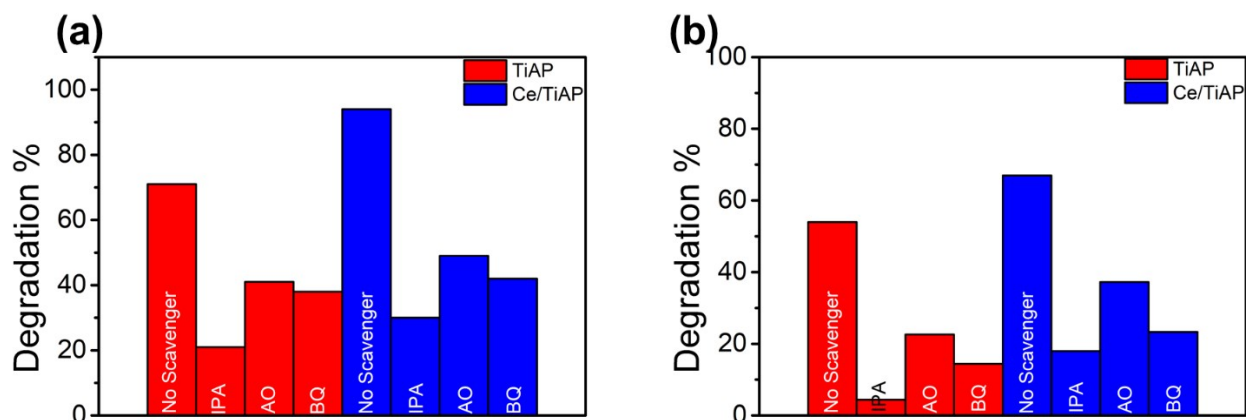 (a)
Degradation %
100
80
60
40
20
0
TiAP
Ce/TiAP
No Scavenger
IPA
AO
BQ
No Scavenger
IPA
AO
BQ
(b)
Degradation %
100
80
60
40
20
0
TiAP
Ce/TiAP
No Scavenger
IPA
AO
BQ
No Scavenger
IPA
AO
BQ